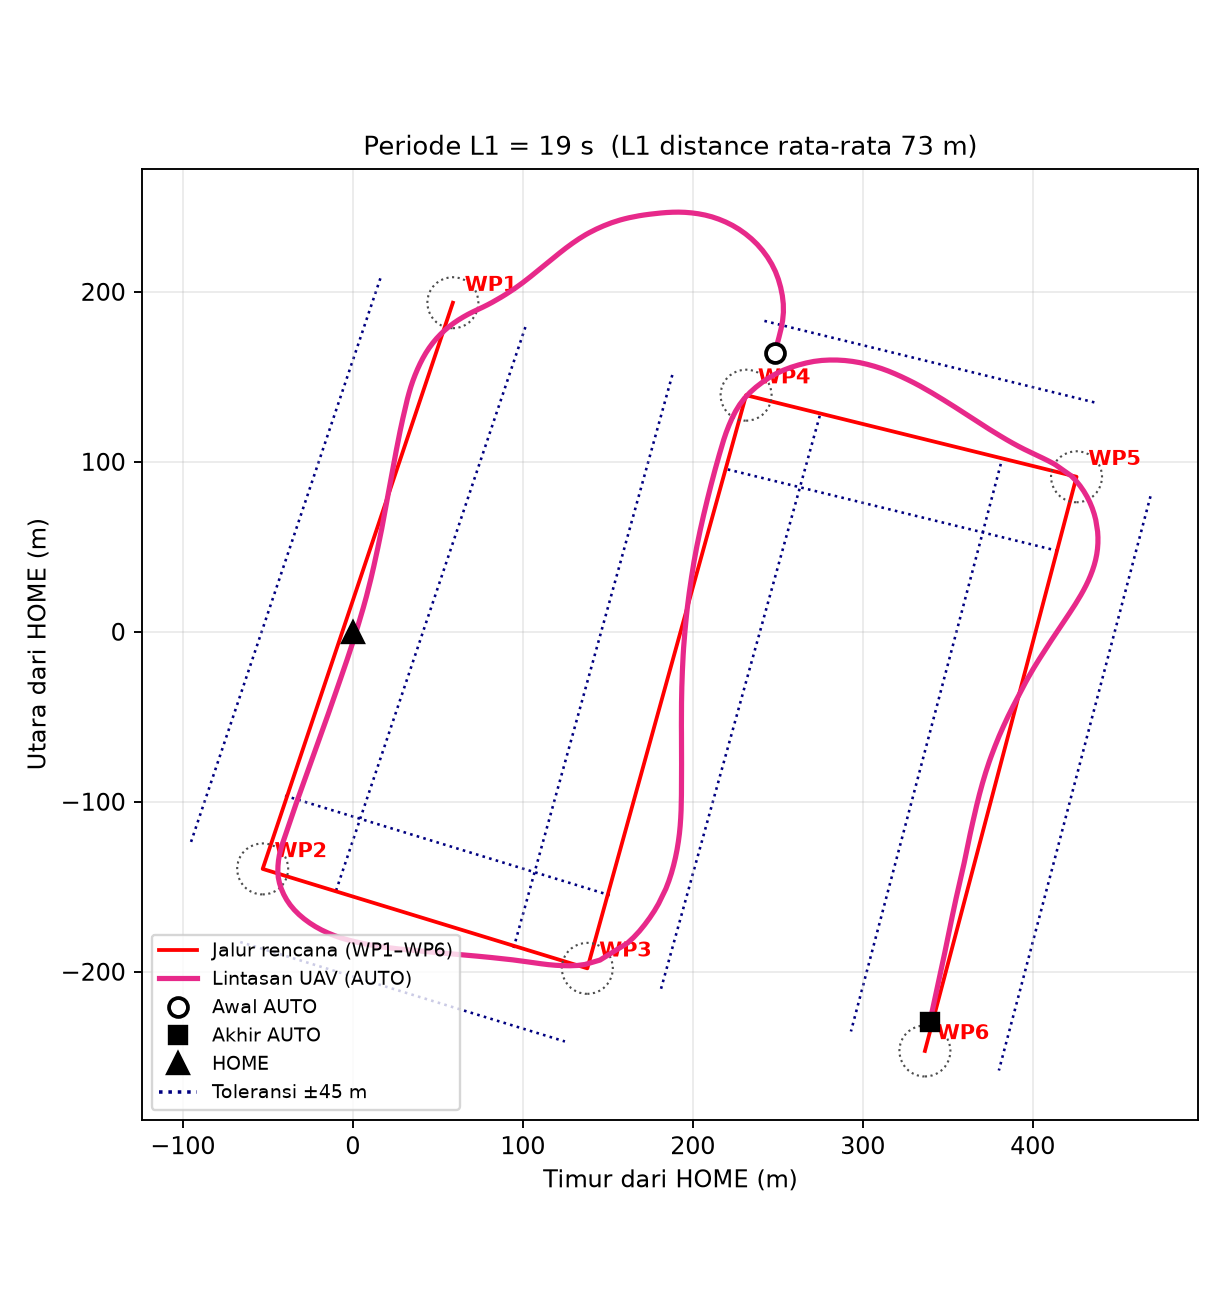 Periode L1 = 19 s (L1 distance rata-rata 73 m)
Utara dari HOME (m)
200
100
0
−100
−200
WP1
WP4
WP5
WP2
WP3
WP6
Jalur rencana (WP1–WP6)
Lintasan UAV (AUTO)
Awal AUTO
Akhir AUTO
HOME
Toleransi ±45 m
−100 0 100 200 300 400
Timur dari HOME (m)